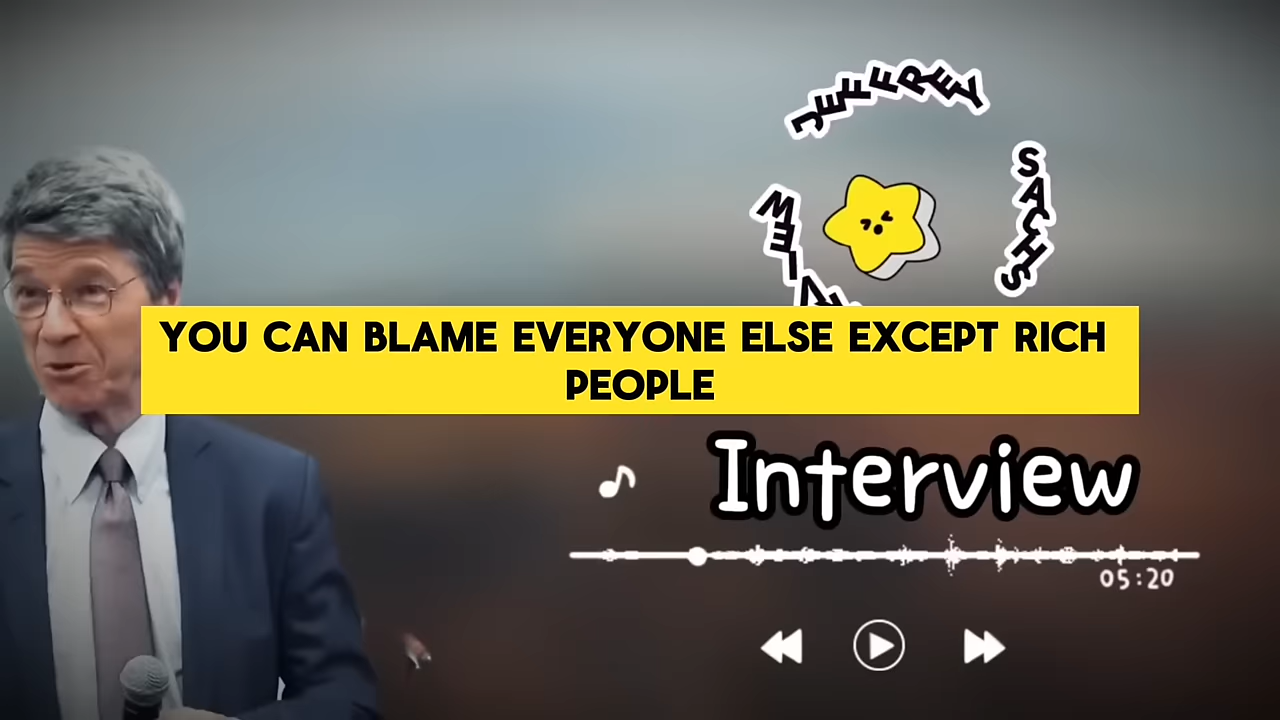 JEFFREY
SACHS
YOU CAN BLAME EVERYONE ELSE EXCEPT RICH
PEOPLE
Interview
05:20